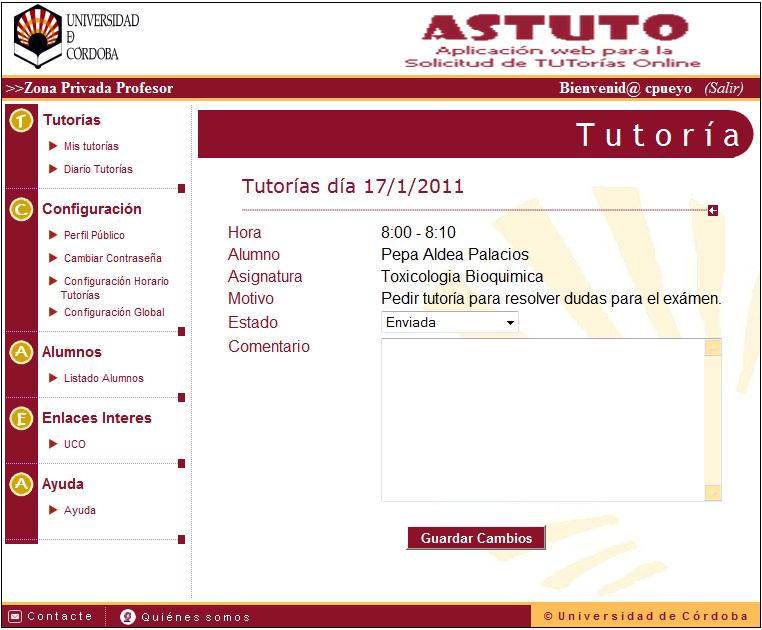 UNIVERSIDAD
D
CÓRDOBA
ASTUTO
Aplicación web para la
Solicitud de TUTorías Online
>>Zona Privada Profesor
Bienvenid@ cpueyo (Salir)
T Tutorías
Mis tutorías
Diario Tutorías
C Configuración
Perfil Público
Cambiar Contraseña
Configuración Horario
Tutorías
Configuración Global
A Alumnos
Listado Alumnos
E Enlaces Interes
UCO
A Ayuda
Ayuda
Tutoría
Tutorías día 17/1/2011
Hora 8:00 - 8:10
Alumno Pepa Aldea Palacios
Asignatura Toxicologia Bioquimica
Motivo Pedir tutoría para resolver dudas para el exámen.
Estado Enviada
Comentario
Guardar Cambios
Contacte Quiénes somos
© Universidad de Córdoba